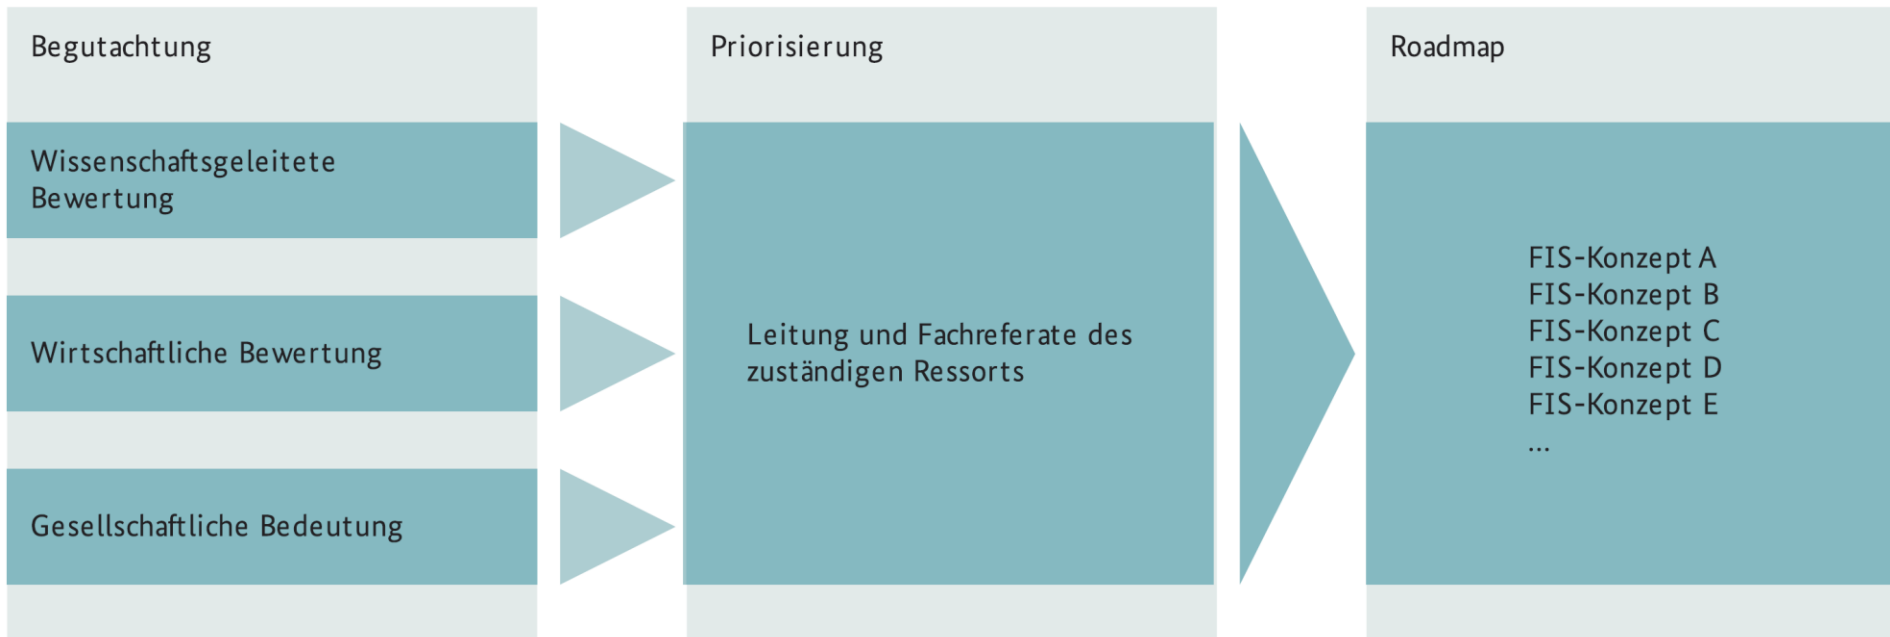 Begutachtung
Wissenschaftsgeleitete
Bewertung
Wirtschaftliche Bewertung
Gesellschaftliche Bedeutung
Priorisierung
Leitung und Fachreferate des
zuständigen Ressorts
Roadmap
FIS-Konzept A
FIS-Konzept B
FIS-Konzept C
FIS-Konzept D
FIS-Konzept E
...